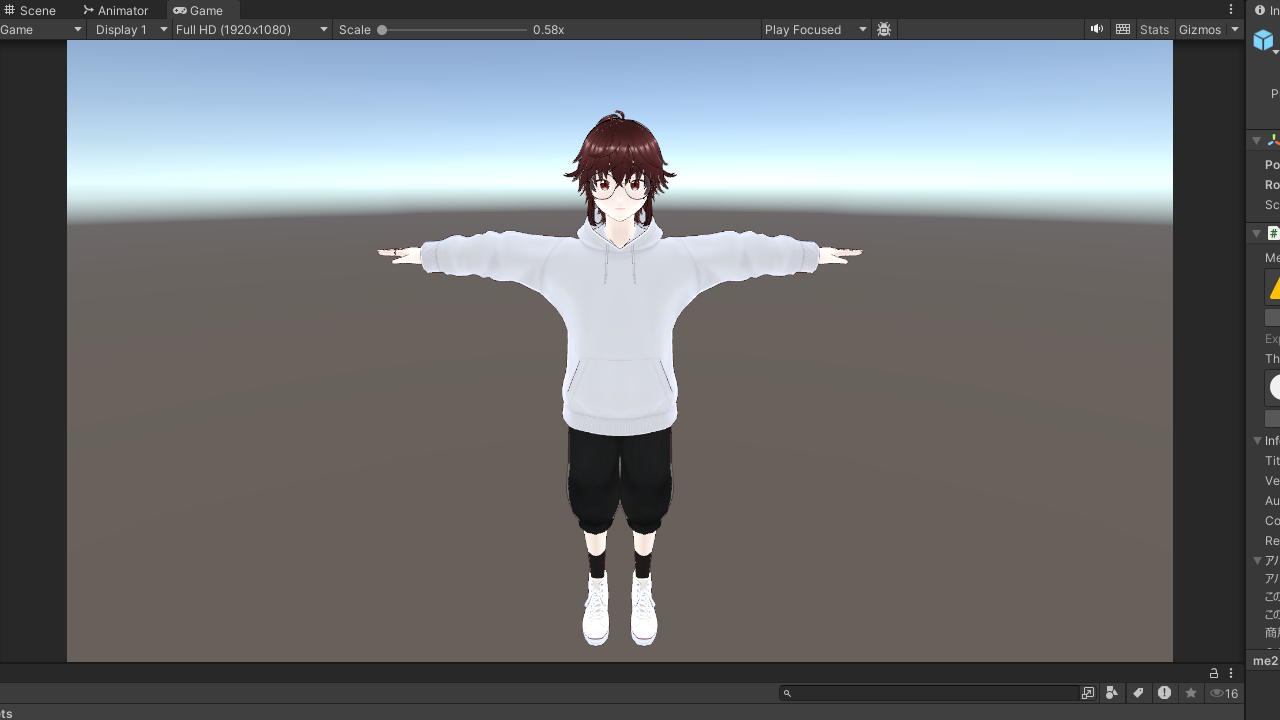 Scene Animator Game
Game Display 1 Full HD (1920x1080) Scale 0.58x Play Focused Stats Gizmos
In
P
Po
Ro
Sc
#
Me
Exp
Th
Inf
Tit
Ve
Au
Co
Re
アバ
アバ
この
この
商用
me2
16
ts